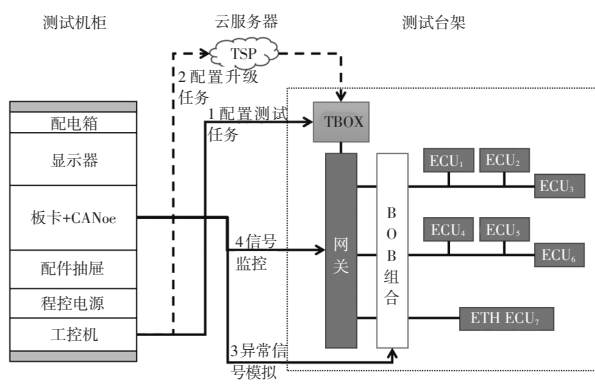 测试机柜
云服务器
测试台架
TSP
2 配置升级
任务
1 配置测试
任务
TBOX
配电箱
显示器
板卡+CANoe
配件抽屉
程控电源
工控机
4信号
监控
3异常信
号模拟
网
关
B
O
B
组
合
ECU₁
ECU₂
ECU₃
ECU₄
ECU₅
ECU₆
ETH ECU₇